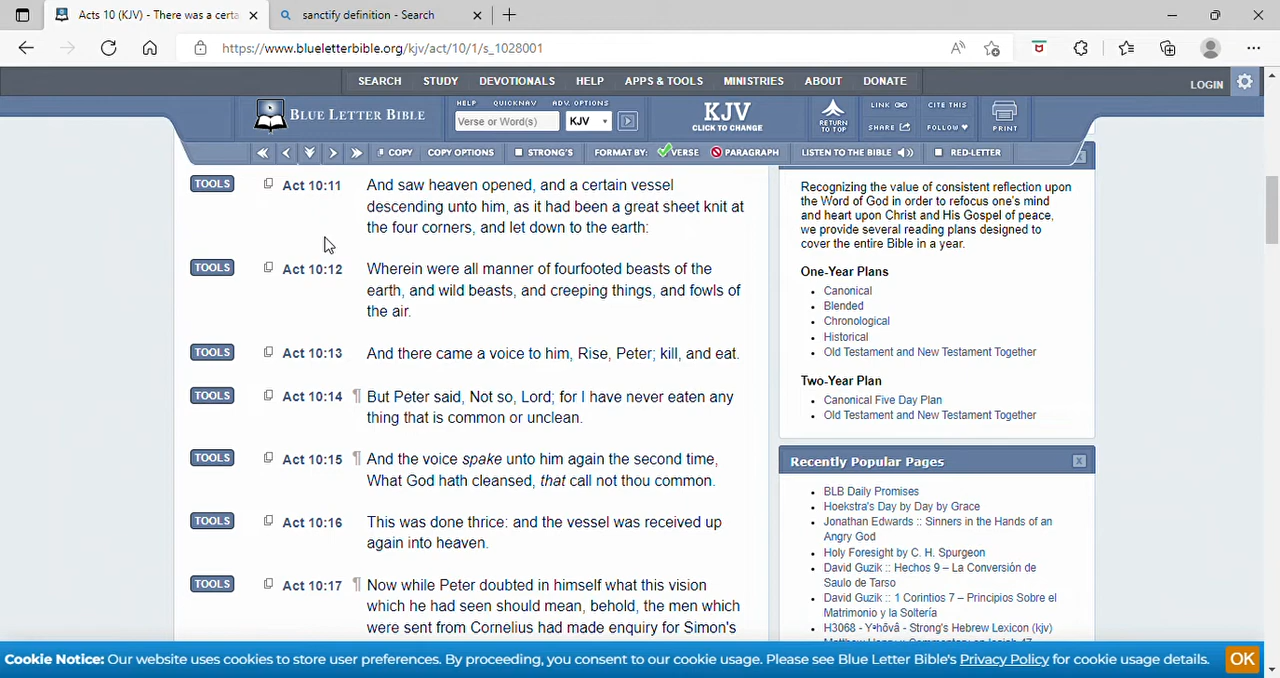 Acts 10 (KJV) - There was a certa
sanctify definition - Search
https://www.blueletterbible.org/kjv/act/10/1/s_1028001
SEARCH STUDY DEVOTIONALS HELP APPS & TOOLS MINISTRIES ABOUT DONATE
LOGIN
BLUE LETTER BIBLE
HELP QUICKNAV ADV. OPTIONS
Verse or Word(s) KJV
KJV
CLICK TO CHANGE
RETURN
TO TOP
LINK CITE THIS
SHARE FOLLOW
PRINT
COPY COPY OPTIONS STRONG'S FORMAT BY: VERSE PARAGRAPH LISTEN TO THE BIBLE RED-LETTER
TOOLS Act 10:11 And saw heaven opened, and a certain vessel
descending unto him, as it had been a great sheet knit at
the four corners, and let down to the earth:
TOOLS Act 10:12 Wherein were all manner of fourfooted beasts of the
earth, and wild beasts, and creeping things, and fowls of
the air.
TOOLS Act 10:13 And there came a voice to him, Rise, Peter; kill, and eat.
TOOLS Act 10:14 ¶ But Peter said, Not so, Lord; for I have never eaten any
thing that is common or unclean.
TOOLS Act 10:15 ¶ And the voice spake unto him again the second time,
What God hath cleansed, that call not thou common.
TOOLS Act 10:16 This was done thrice: and the vessel was received up
again into heaven.
TOOLS Act 10:17 ¶ Now while Peter doubted in himself what this vision
which he had seen should mean, behold, the men which
were sent from Cornelius had made enquiry for Simon's
Recognizing the value of consistent reflection upon
the Word of God in order to refocus one's mind
and heart upon Christ and His Gospel of peace,
we provide several reading plans designed to
cover the entire Bible in a year.
One-Year Plans
Canonical
Blended
Chronological
Historical
Old Testament and New Testament Together
Two-Year Plan
Canonical Five Day Plan
Old Testament and New Testament Together
Recently Popular Pages
BLB Daily Promises
Hoekstra's Day by Day by Grace
Jonathan Edwards :: Sinners in the Hands of an
Angry God
Holy Foresight by C. H. Spurgeon
David Guzik :: Hechos 9 – La Conversión de
Saulo de Tarso
David Guzik :: 1 Corintios 7 – Principios Sobre el
Matrimonio y la Soltería
H3068 - Yᵊhōvâ - Strong's Hebrew Lexicon (kjv)
Matthew Henry :: Commentary on Isaiah 47
Cookie Notice: Our website uses cookies to store user preferences. By proceeding, you consent to our cookie usage. Please see Blue Letter Bible's Privacy Policy for cookie usage details. OK